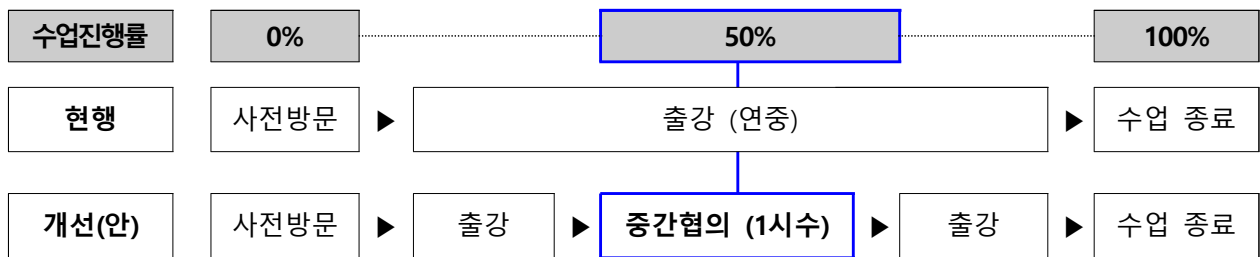 수업진행률 0% 50% 100%
현행 사전방문 ▶ 출강 (연중) ▶ 수업 종료
개선(안) 사전방문 ▶ 출강 ▶ 중간협의 (1시수) ▶ 출강 ▶ 수업 종료